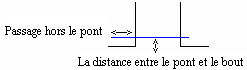 Passage hors le pont
La distance entre le pont et le bout